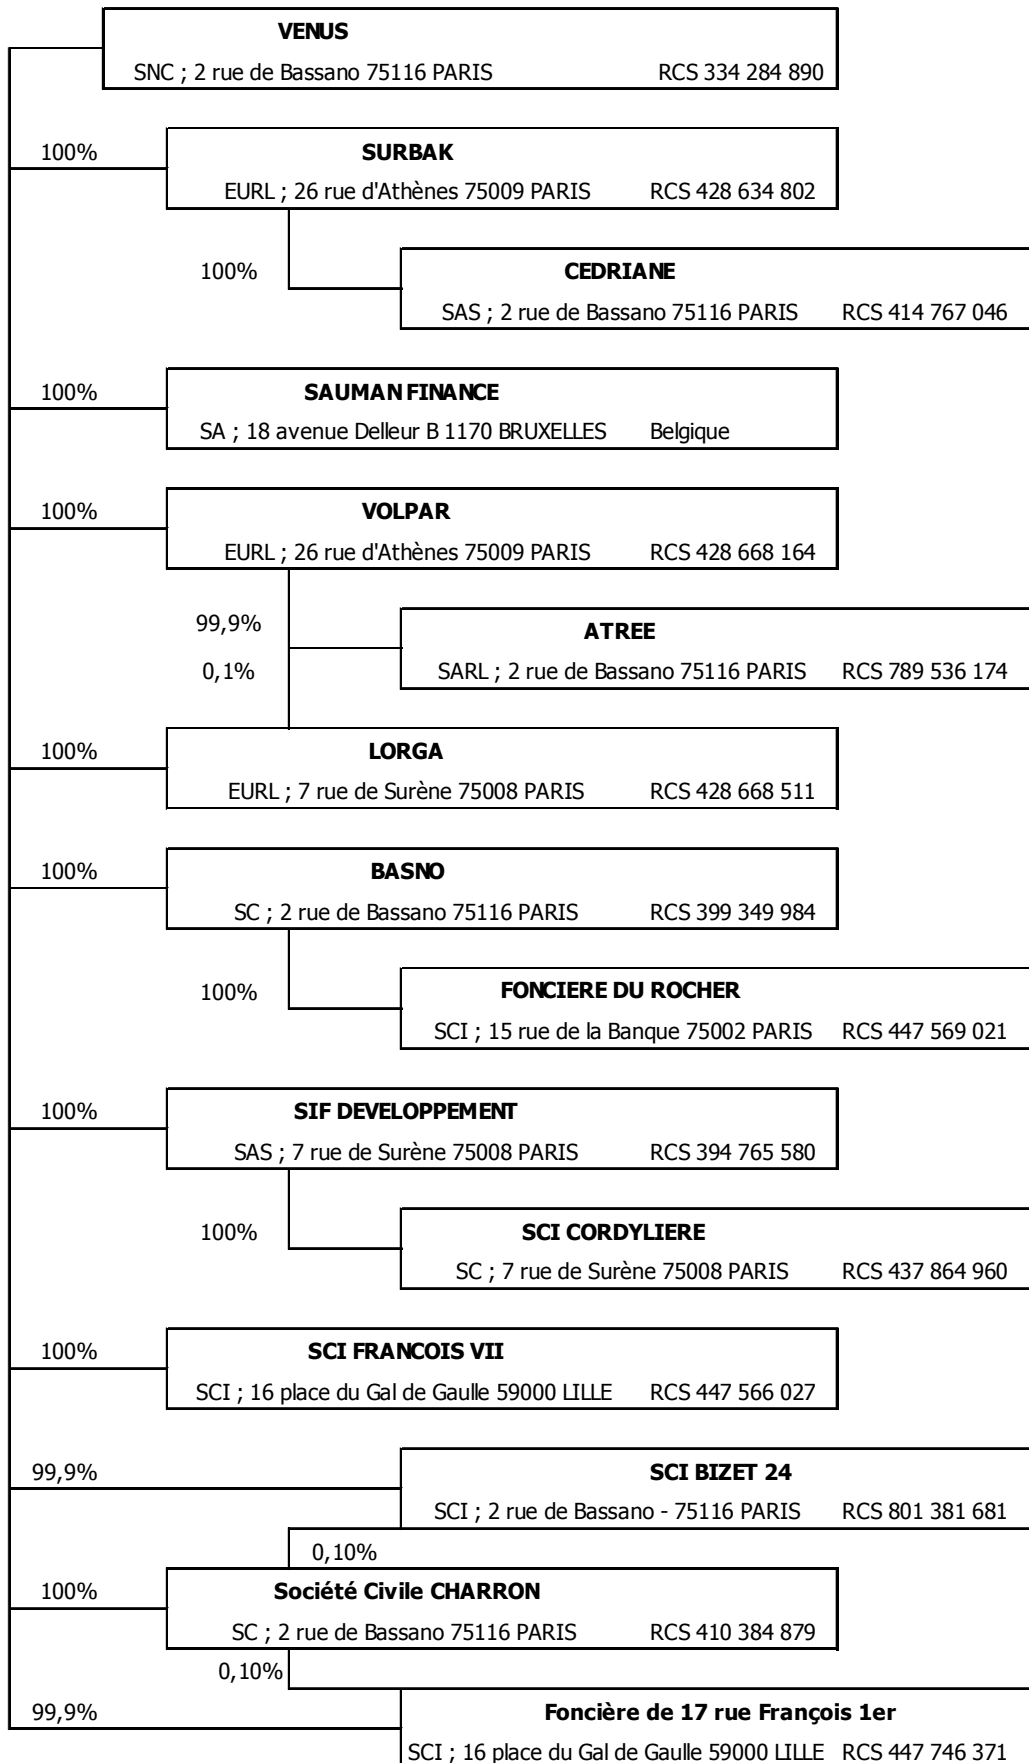 VENUS
SNC ; 2 rue de Bassano 75116 PARIS RCS 334 284 890
100%
SURBAK
EURL ; 26 rue d'Athènes 75009 PARIS RCS 428 634 802
100%
CEDRIANE
SAS ; 2 rue de Bassano 75116 PARIS RCS 414 767 046
100%
SAUMAN FINANCE
SA ; 18 avenue Delleur B 1170 BRUXELLES Belgique
100%
VOLPAR
EURL ; 26 rue d'Athènes 75009 PARIS RCS 428 668 164
99,9%
ATREE
0,1%
SARL ; 2 rue de Bassano 75116 PARIS RCS 789 536 174
100%
LORGA
EURL ; 7 rue de Surène 75008 PARIS RCS 428 668 511
100%
BASNO
SC ; 2 rue de Bassano 75116 PARIS RCS 399 349 984
100%
FONCIERE DU ROCHER
SCI ; 15 rue de la Banque 75002 PARIS RCS 447 569 021
100%
SIF DEVELOPPEMENT
SAS ; 7 rue de Surène 75008 PARIS RCS 394 765 580
100%
SCI CORDYLIERE
SC ; 7 rue de Surène 75008 PARIS RCS 437 864 960
100%
SCI FRANCOIS VII
SCI ; 16 place du Gal de Gaulle 59000 LILLE RCS 447 566 027
99,9%
SCI BIZET 24
SCI ; 2 rue de Bassano - 75116 PARIS RCS 801 381 681
0,10%
100%
Société Civile CHARRON
SC ; 2 rue de Bassano 75116 PARIS RCS 410 384 879
0,10%
99,9%
Foncière de 17 rue François 1er
SCI ; 16 place du Gal de Gaulle 59000 LILLE RCS 447 746 371